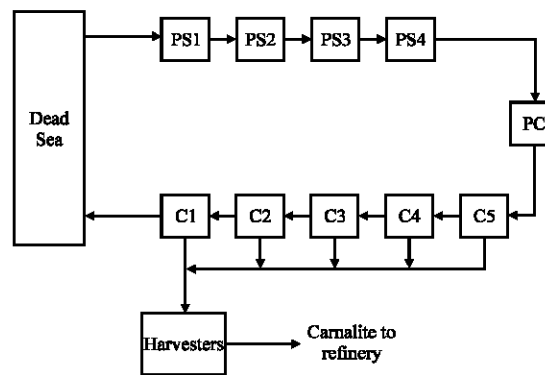 PS1
PS2
PS3
PS4
Dead
Sea
PC
C1
C2
C3
C4
C5
Harvesters
Carnalite to
refinery